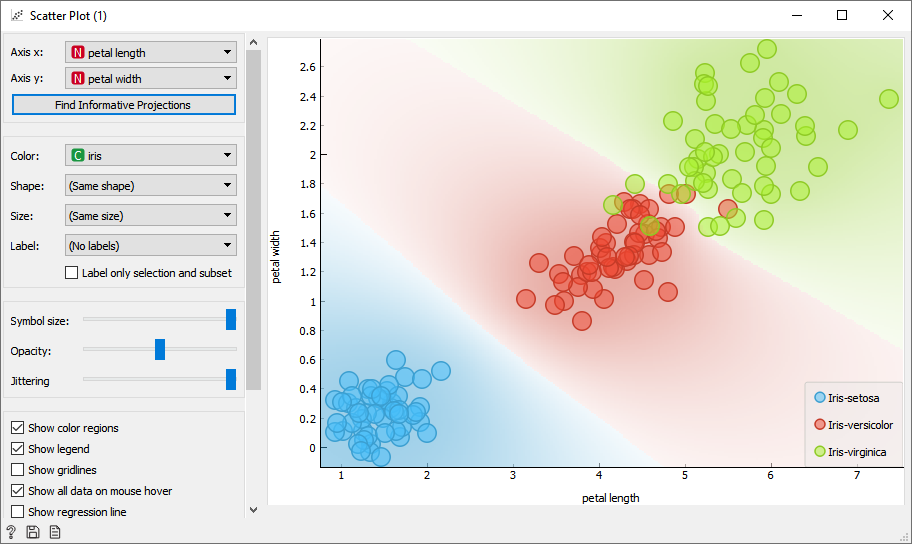 Scatter Plot (1)
Axis x: N petal length
Axis y: N petal width
Find Informative Projections
Color: C iris
Shape: (Same shape)
Size: (Same size)
Label: (No labels)
Label only selection and subset
Symbol size:
Opacity:
Jittering
Show color regions
Show legend
Show gridlines
Show all data on mouse hover
Show regression line
petal width
2.6
2.4
2.2
2
1.8
1.6
1.4
1.2
1
0.8
0.6
0.4
0.2
0
1 2 3 4 5 6 7
petal length
Iris-setosa
Iris-versicolor
Iris-virginica